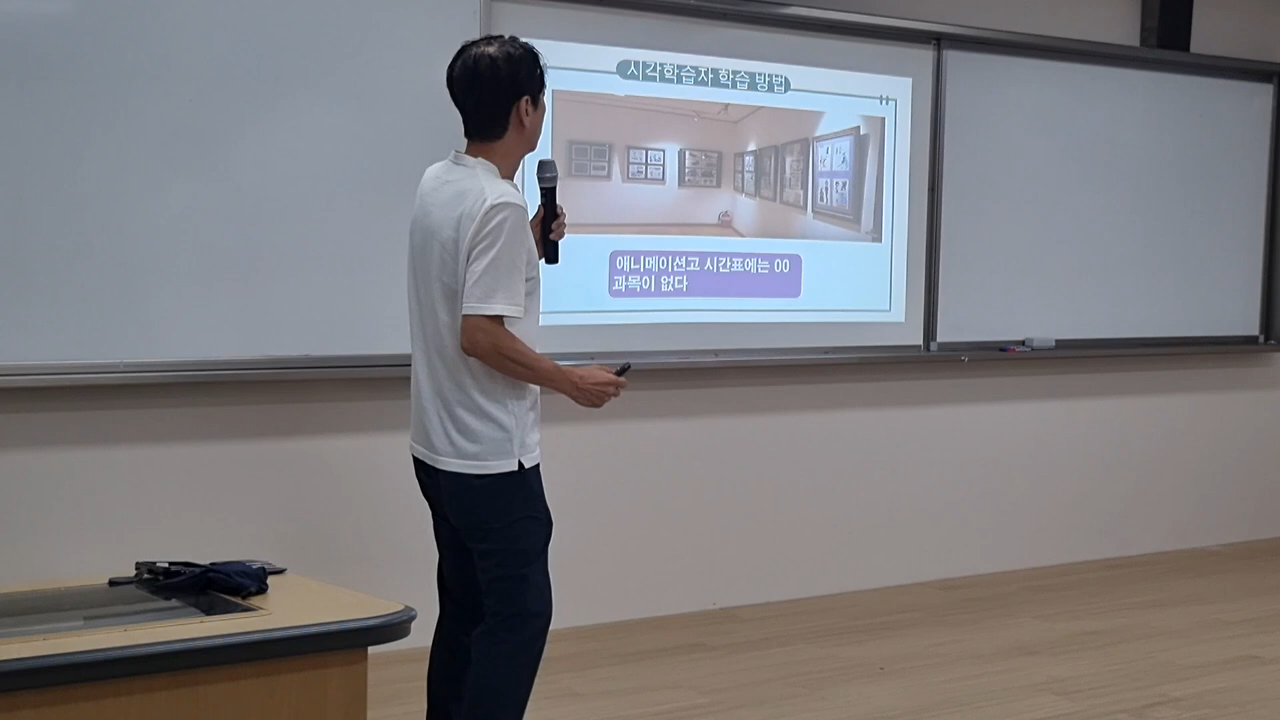 시각학습자 학습 방법
애니메이션고 시간표에는 00
과목이 없다